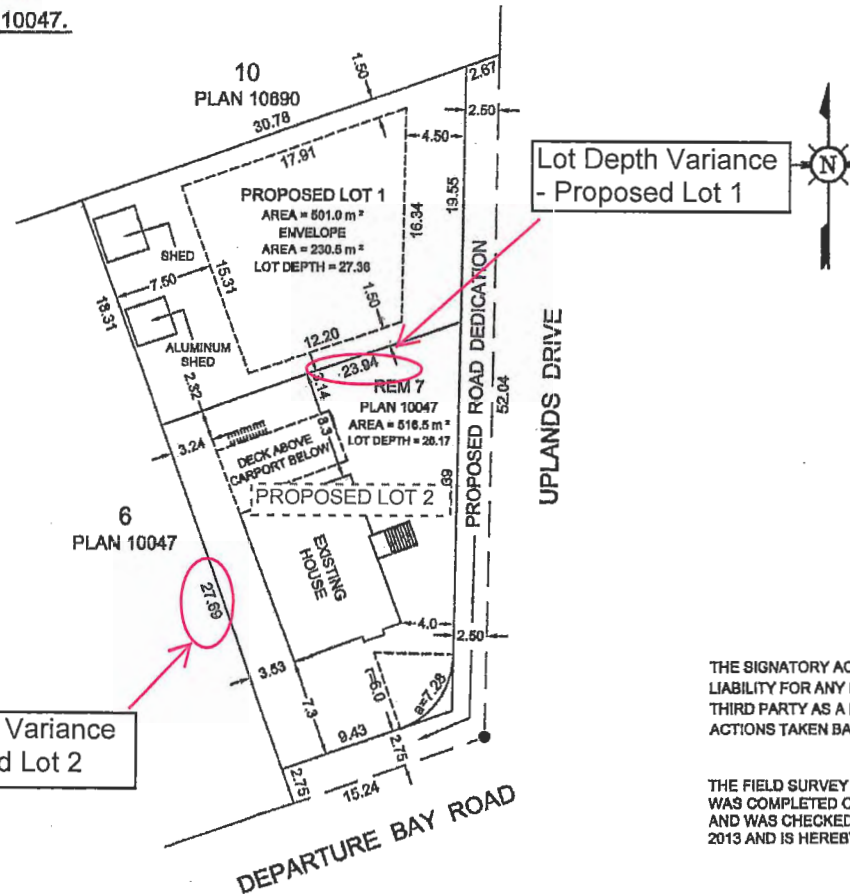 10047.
10
PLAN 10690
1.50
30.78
2.67
2.50
4.50
17.91
PROPOSED LOT 1
AREA = 501.0 m²
ENVELOPE
AREA = 230.5 m²
LOT DEPTH = 27.36
16.34
19.55
Lot Depth Variance
- Proposed Lot 1
N
SHED
7.50
15.31
18.31
1.50
ALUMINUM
SHED
12.20
23.94
2.32
3.14
REM 7
PLAN 10047
AREA = 516.5 m²
LOT DEPTH = 26.17
PROPOSED ROAD DEDICATION
52.04
UPLANDS DRIVE
3.24
8.3
DECK ABOVE
CARPORT BELOW
PROPOSED LOT 2
39
6
PLAN 10047
EXISTING
HOUSE
27.69
4.0
2.50
3.53
r=6.0
a=7.28
7.3
Variance
d Lot 2
9.43
2.75
2.75
15.24
DEPARTURE BAY ROAD
THE SIGNATORY AC
LIABILITY FOR ANY
THIRD PARTY AS A
ACTIONS TAKEN BA
THE FIELD SURVEY
WAS COMPLETED O
AND WAS CHECKED
2013 AND IS HEREBY